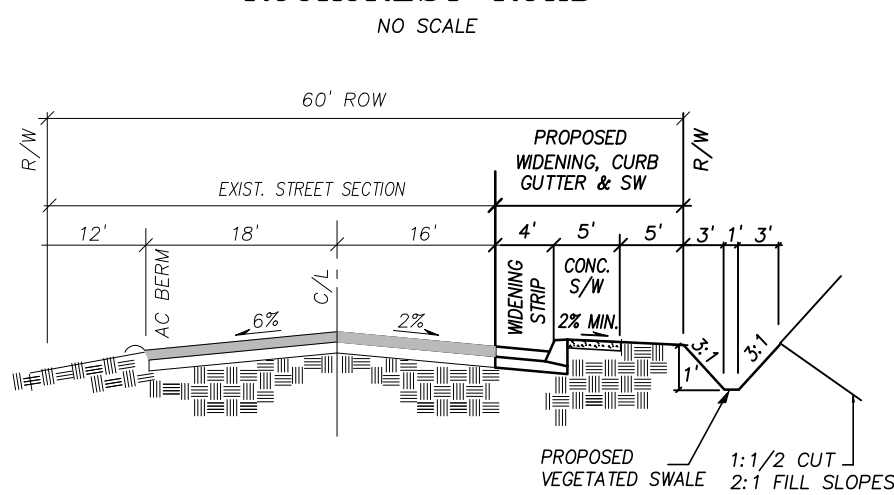 NO SCALE
60' ROW
R/W
R/W
PROPOSED
WIDENING, CURB
GUTTER & SW
EXIST. STREET SECTION
12'
18'
16'
4'
5'
5'
3'
1'
3'
AC BERM
C/L
WIDENING
STRIP
CONC.
S/W
6%
2%
2% MIN.
3:1
1'
3:1
PROPOSED
VEGETATED SWALE
1:1/2 CUT
2:1 FILL SLOPES